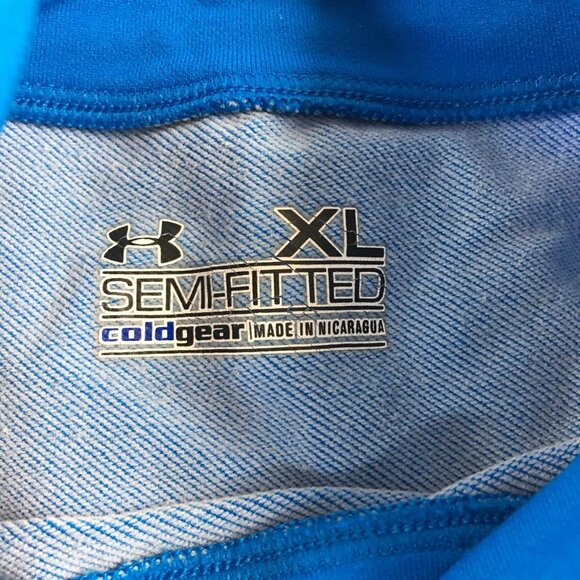 XL
SEMI-FITTED
coldgear MADE IN NICARAGUA